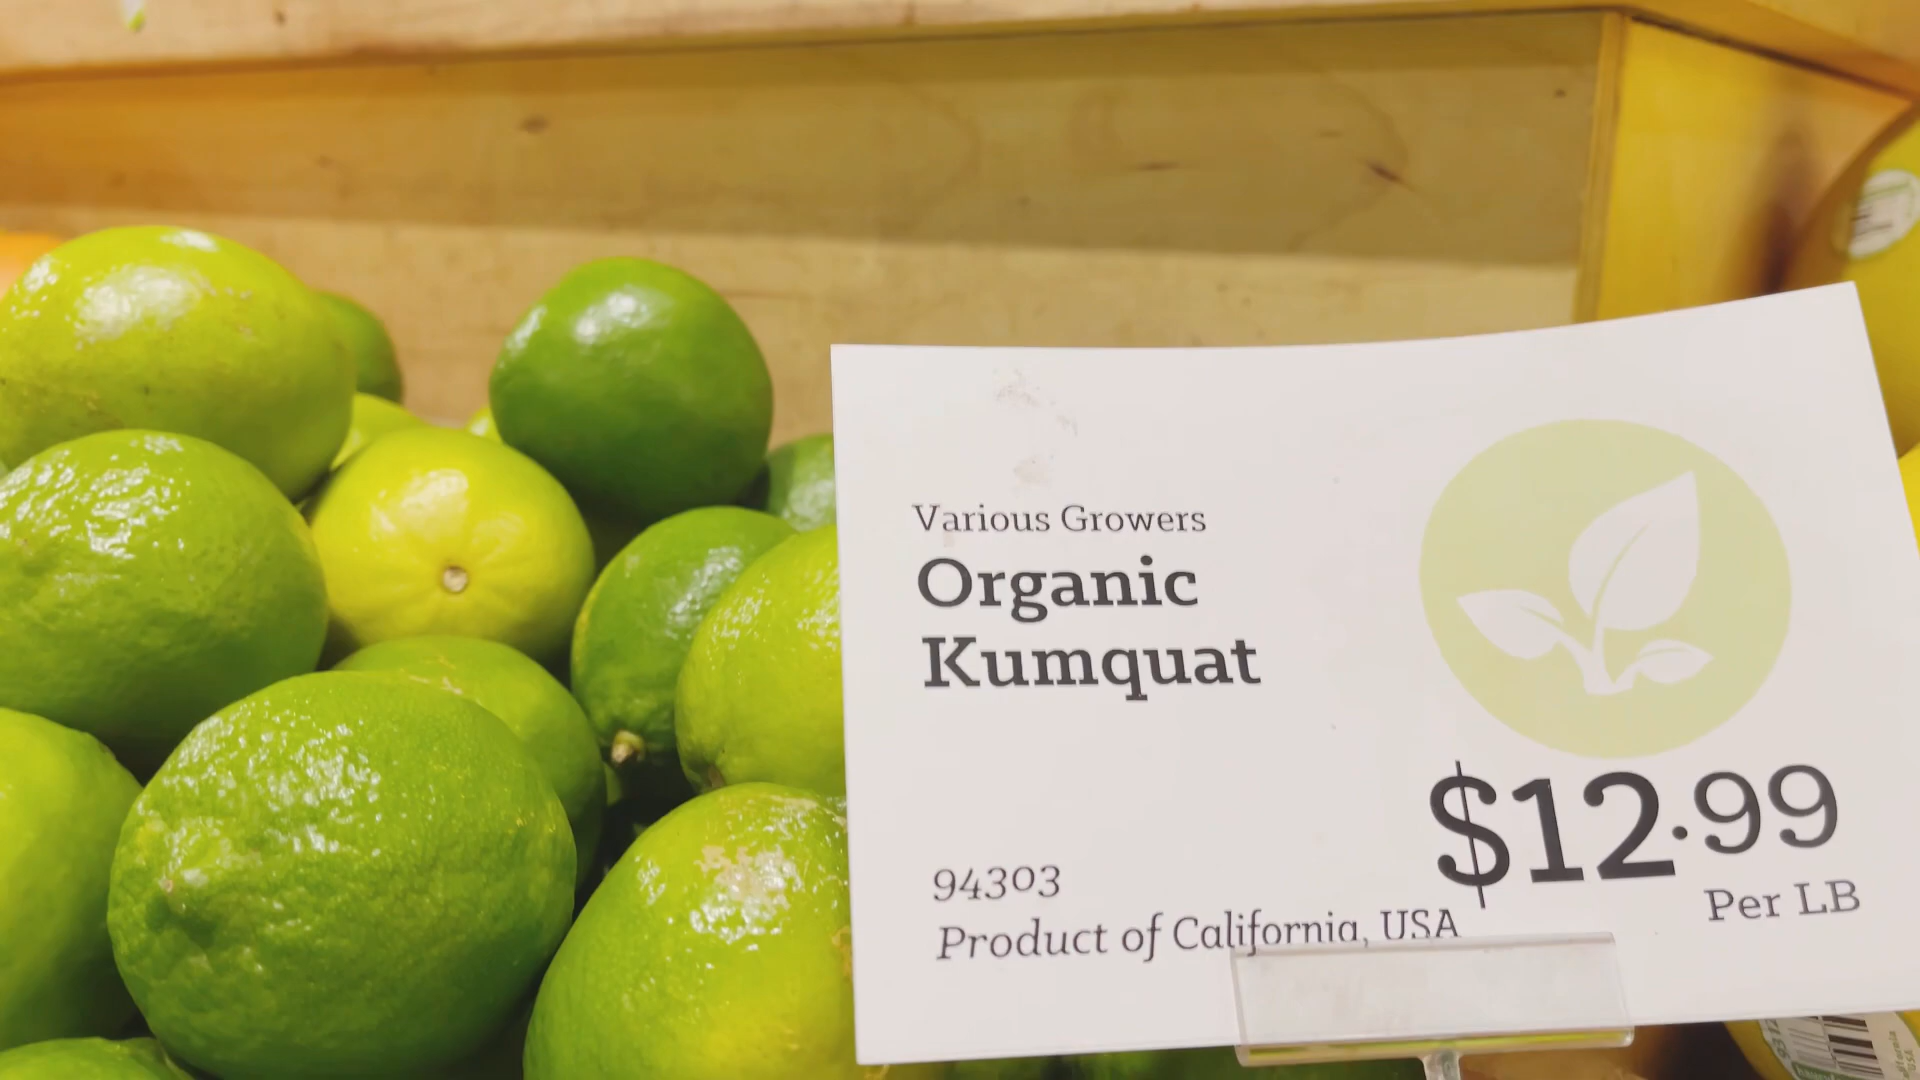 Various Growers
Organic
Kumquat
$12.99
Per LB
94303
Product of California, USA